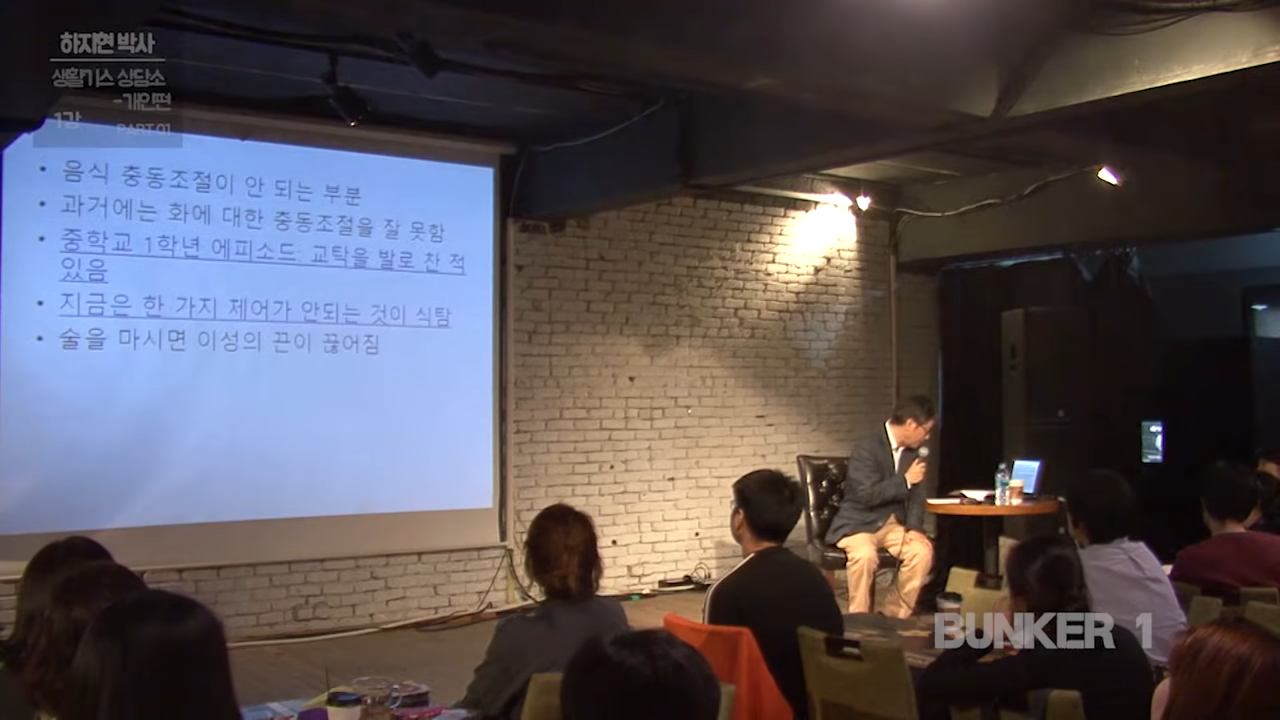 하지현 박사
생활기스 상담소
-개인편
1강 PART 01
• 음식 충동조절이 안 되는 부분
• 과거에는 화에 대한 충동조절을 잘 못함
• 중학교 1학년 에피소드: 교탁을 발로 찬 적
있음
• 지금은 한 가지 제어가 안되는 것이 식탐
• 술을 마시면 이성의 끈이 끊어짐
BUNKER 1